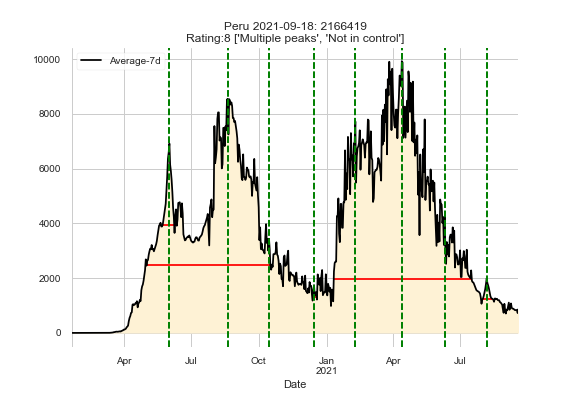 Peru 2021-09-18: 2166419
Rating:8 ['Multiple peaks', 'Not in control']
Average-7d
10000
8000
6000
4000
2000
0
Apr Jul Oct Jan Apr Jul
2021
Date